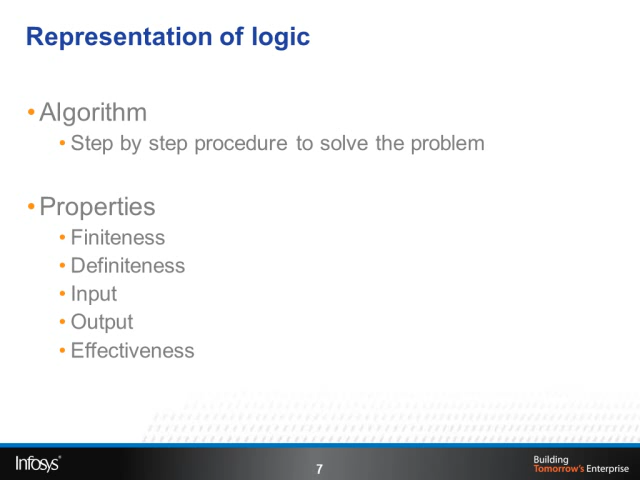 Representation of logic
• Algorithm
• Step by step procedure to solve the problem
• Properties
• Finiteness
• Definiteness
• Input
• Output
• Effectiveness
Infosys®
7
Building
Tomorrow's Enterprise